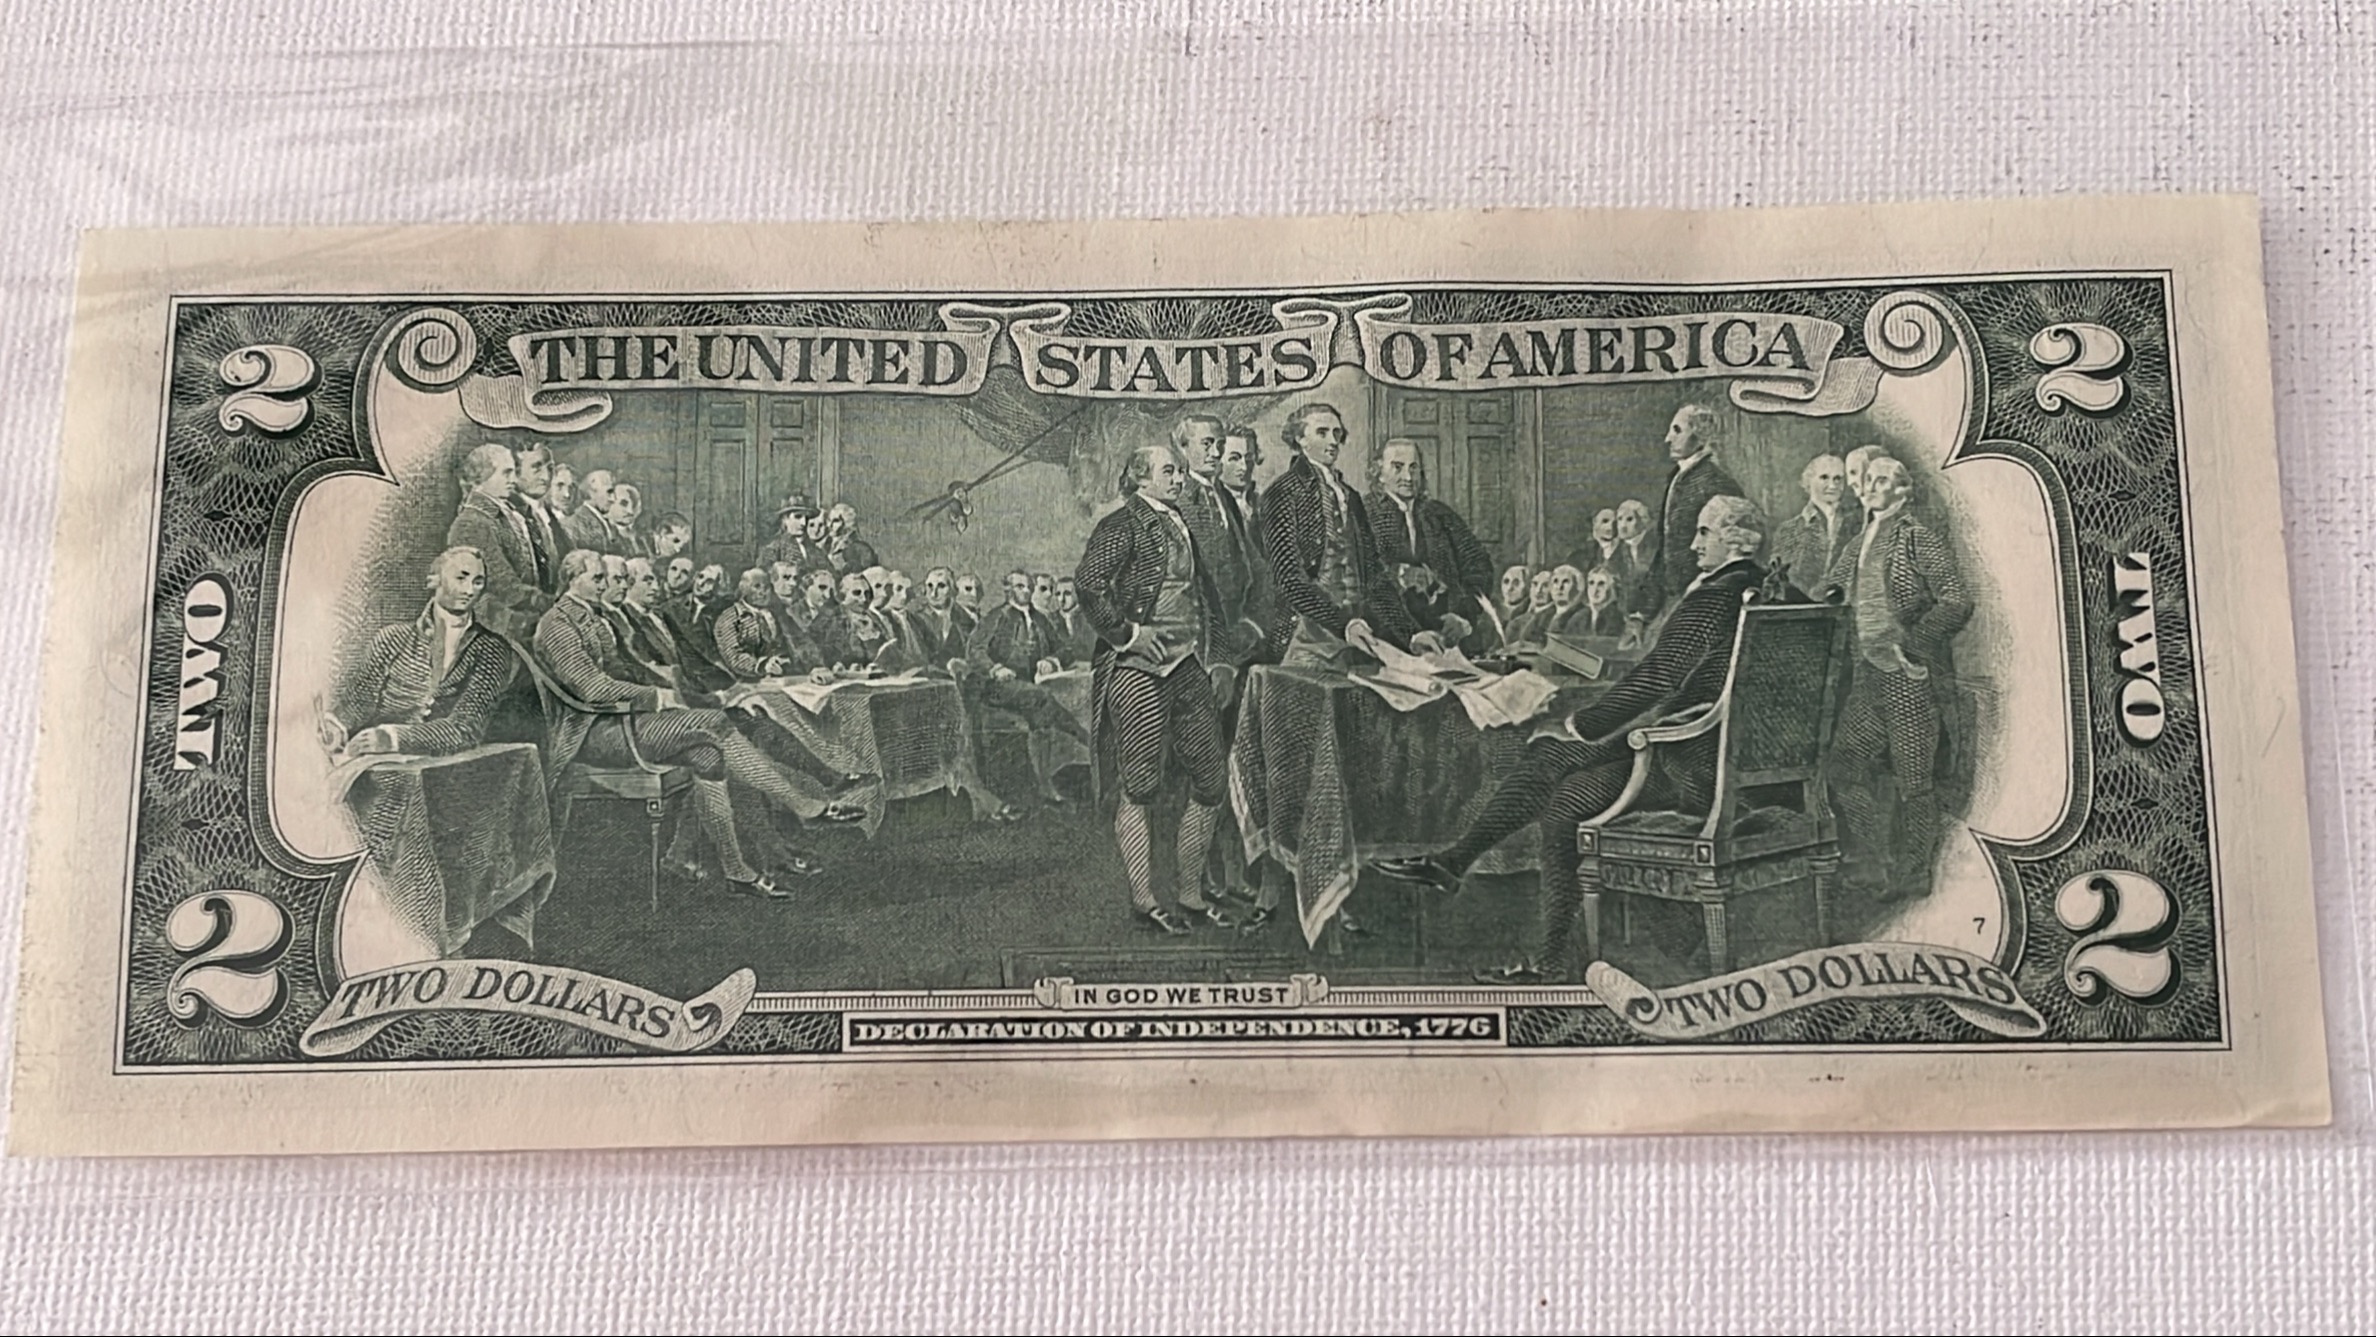 THE UNITED STATES OF AMERICA
2
2
TWO
TWO
7
2
2
TWO DOLLARS
TWO DOLLARS
IN GOD WE TRUST
DECLARATION OF INDEPENDENCE, 1776